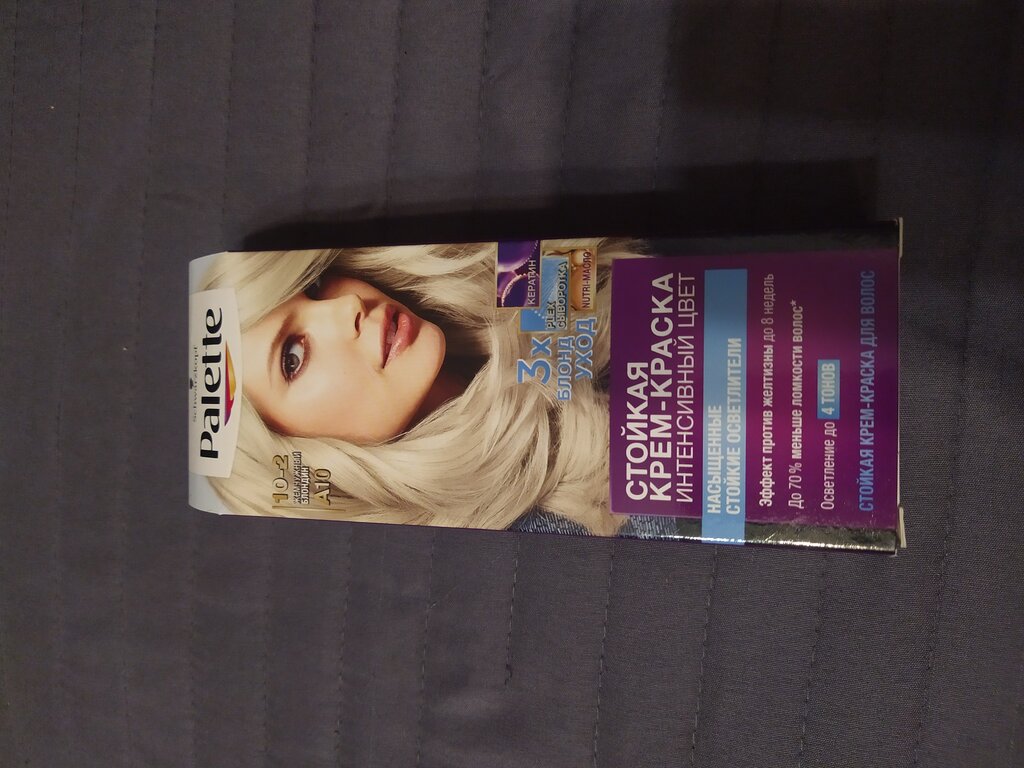 Schwarzkopf
Palette
10-2
ЖЕМЧУЖНЫЙ
БЛОНДИН
A10
3x
БЛОНД
УХОД
КЕРАТИН
PLEX
СЫВОРОТКА
NUTRI-МАСЛО
СТОЙКАЯ
КРЕМ-КРАСКА
ИНТЕНСИВНЫЙ ЦВЕТ
НАСЫЩЕННЫЕ
СТОЙКИЕ ОСВЕТЛИТЕЛИ
Эффект против желтизны до 8 недель
До 70% меньше ломкости волос*
Осветление до 4 ТОНОВ
СТОЙКАЯ КРЕМ-КРАСКА ДЛЯ ВОЛОС